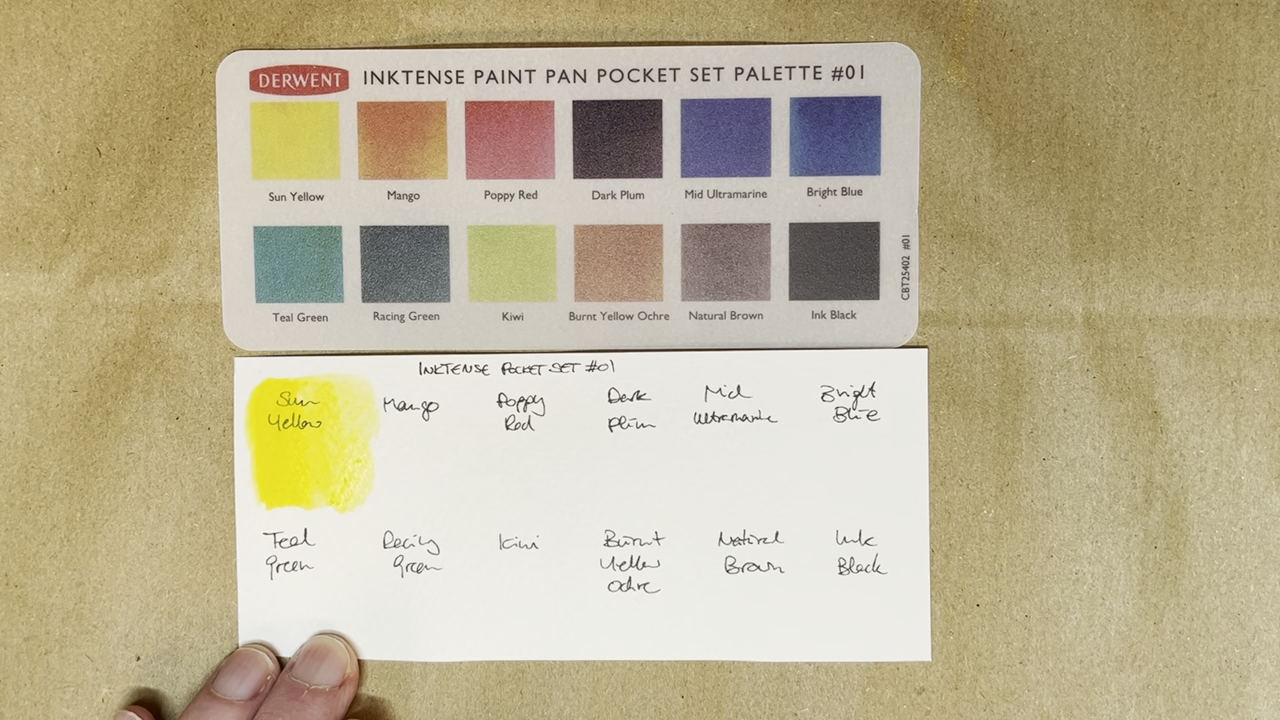 DERWENT INKTENSE PAINT PAN POCKET SET PALETTE #01
Sun Yellow Mango Poppy Red Dark Plum Mid Ultramarine Bright Blue
Teal Green Racing Green Kiwi Burnt Yellow Ochre Natural Brown Ink Black
CBT25402 #01
INKTENSE POCKET SET #01
Sun Mango Poppy Dark Mid Bright
Yellow Red Plum Ultramarine Blue
Teal Racing Kiwi Burnt Natural Ink
Green Green Yellow Brown Black
Ochre